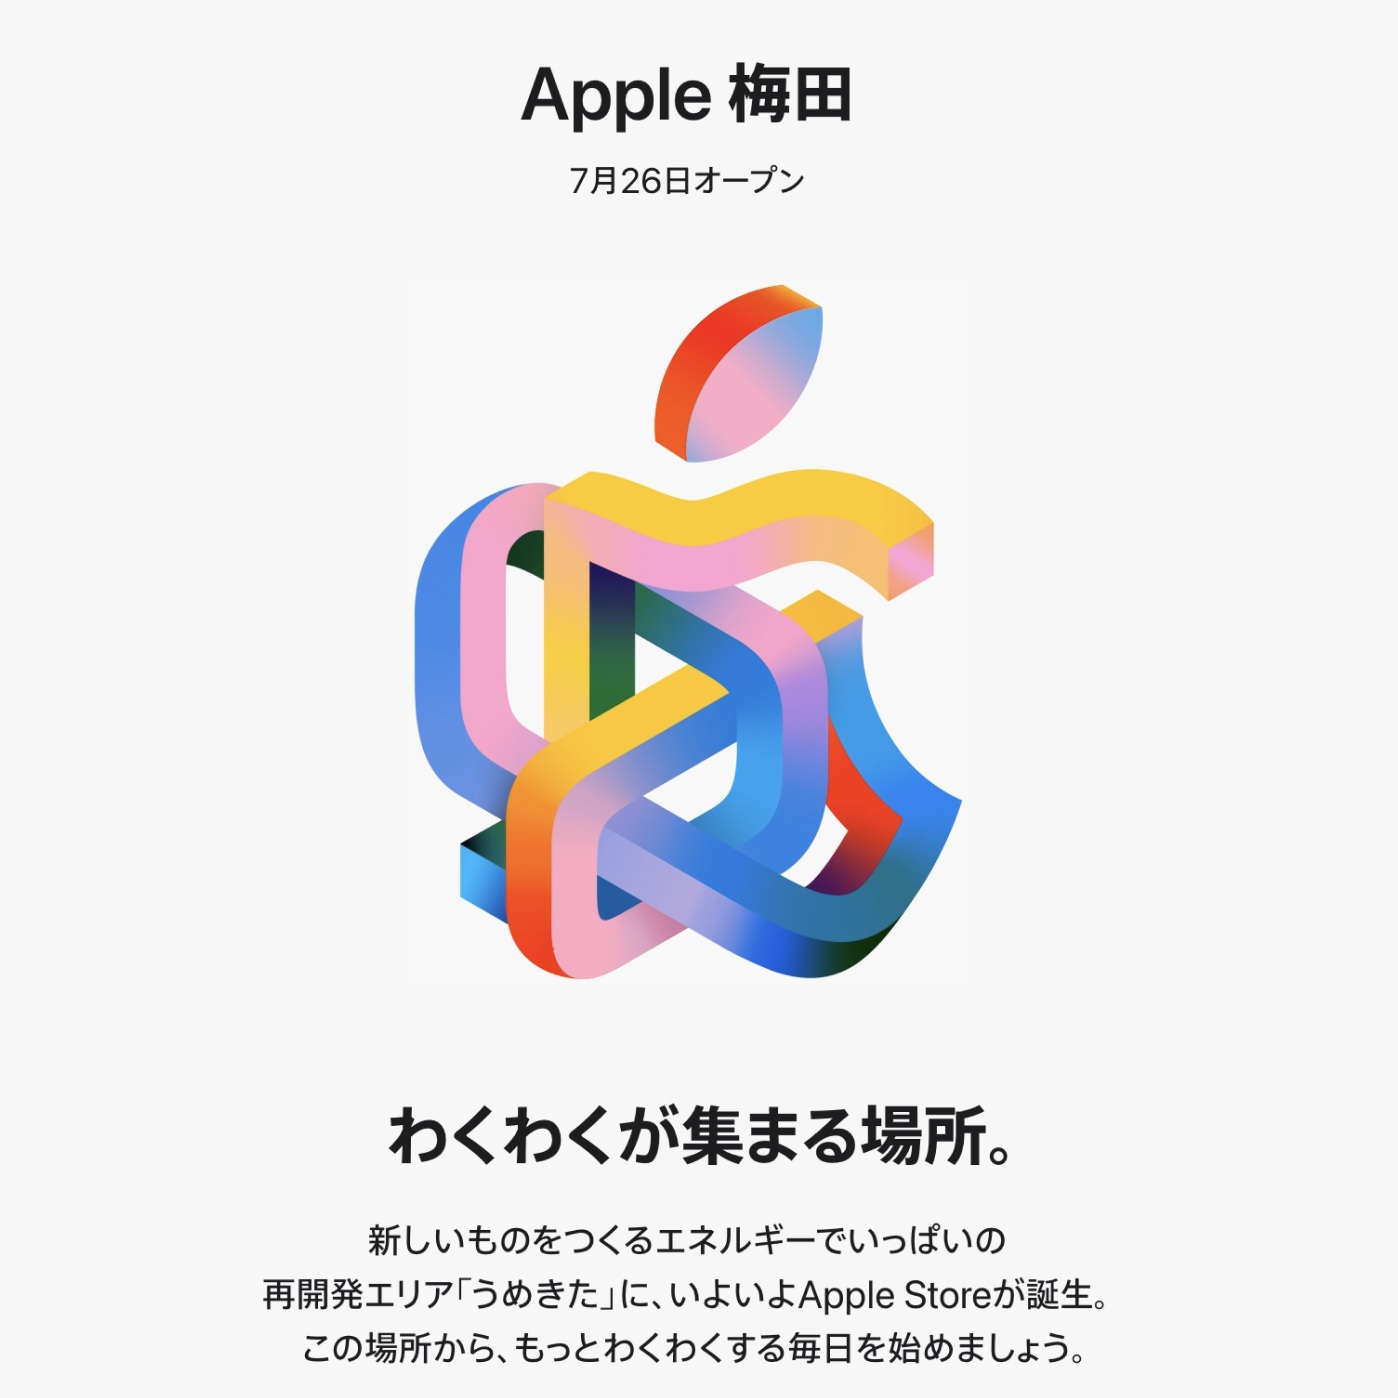 Apple 梅田
7月26日オープン
わくわくが集まる場所。
新しいものをつくるエネルギーでいっぱいの
再開発エリア「うめきた」に、いよいよApple Storeが誕生。
この場所から、もっとわくわくする毎日を始めましょう。